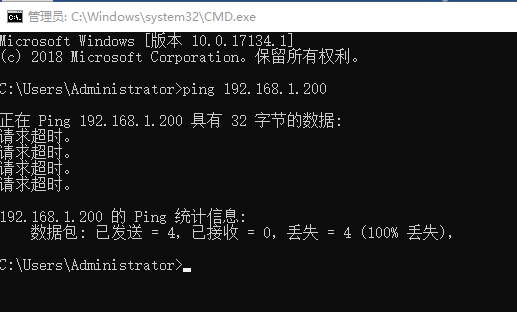 管理员: C:\Windows\system32\CMD.exe
Microsoft Windows [版本 10.0.17134.1]
(c) 2018 Microsoft Corporation。保留所有权利。
C:\Users\Administrator>ping 192.168.1.200
正在 Ping 192.168.1.200 具有 32 字节的数据:
请求超时。
请求超时。
请求超时。
请求超时。
192.168.1.200 的 Ping 统计信息:
数据包: 已发送 = 4, 已接收 = 0, 丢失 = 4 (100% 丢失),
C:\Users\Administrator>